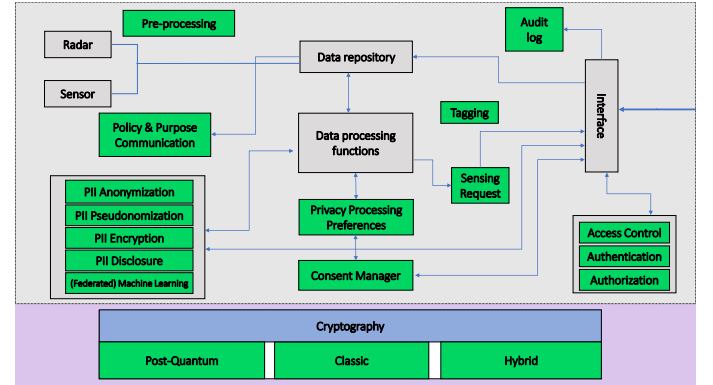 Pre-processing
Audit
log
Radar
Data repository
Sensor
Interface
Tagging
Policy & Purpose
Communication
Data processing
functions
Sensing
Request
PII Anonymization
PII Pseudonomization
PII Encryption
PII Disclosure
(Federated) Machine Learning
Privacy Processing
Preferences
Consent Manager
Access Control
Authentication
Authorization
Cryptography
Post-Quantum
Classic
Hybrid